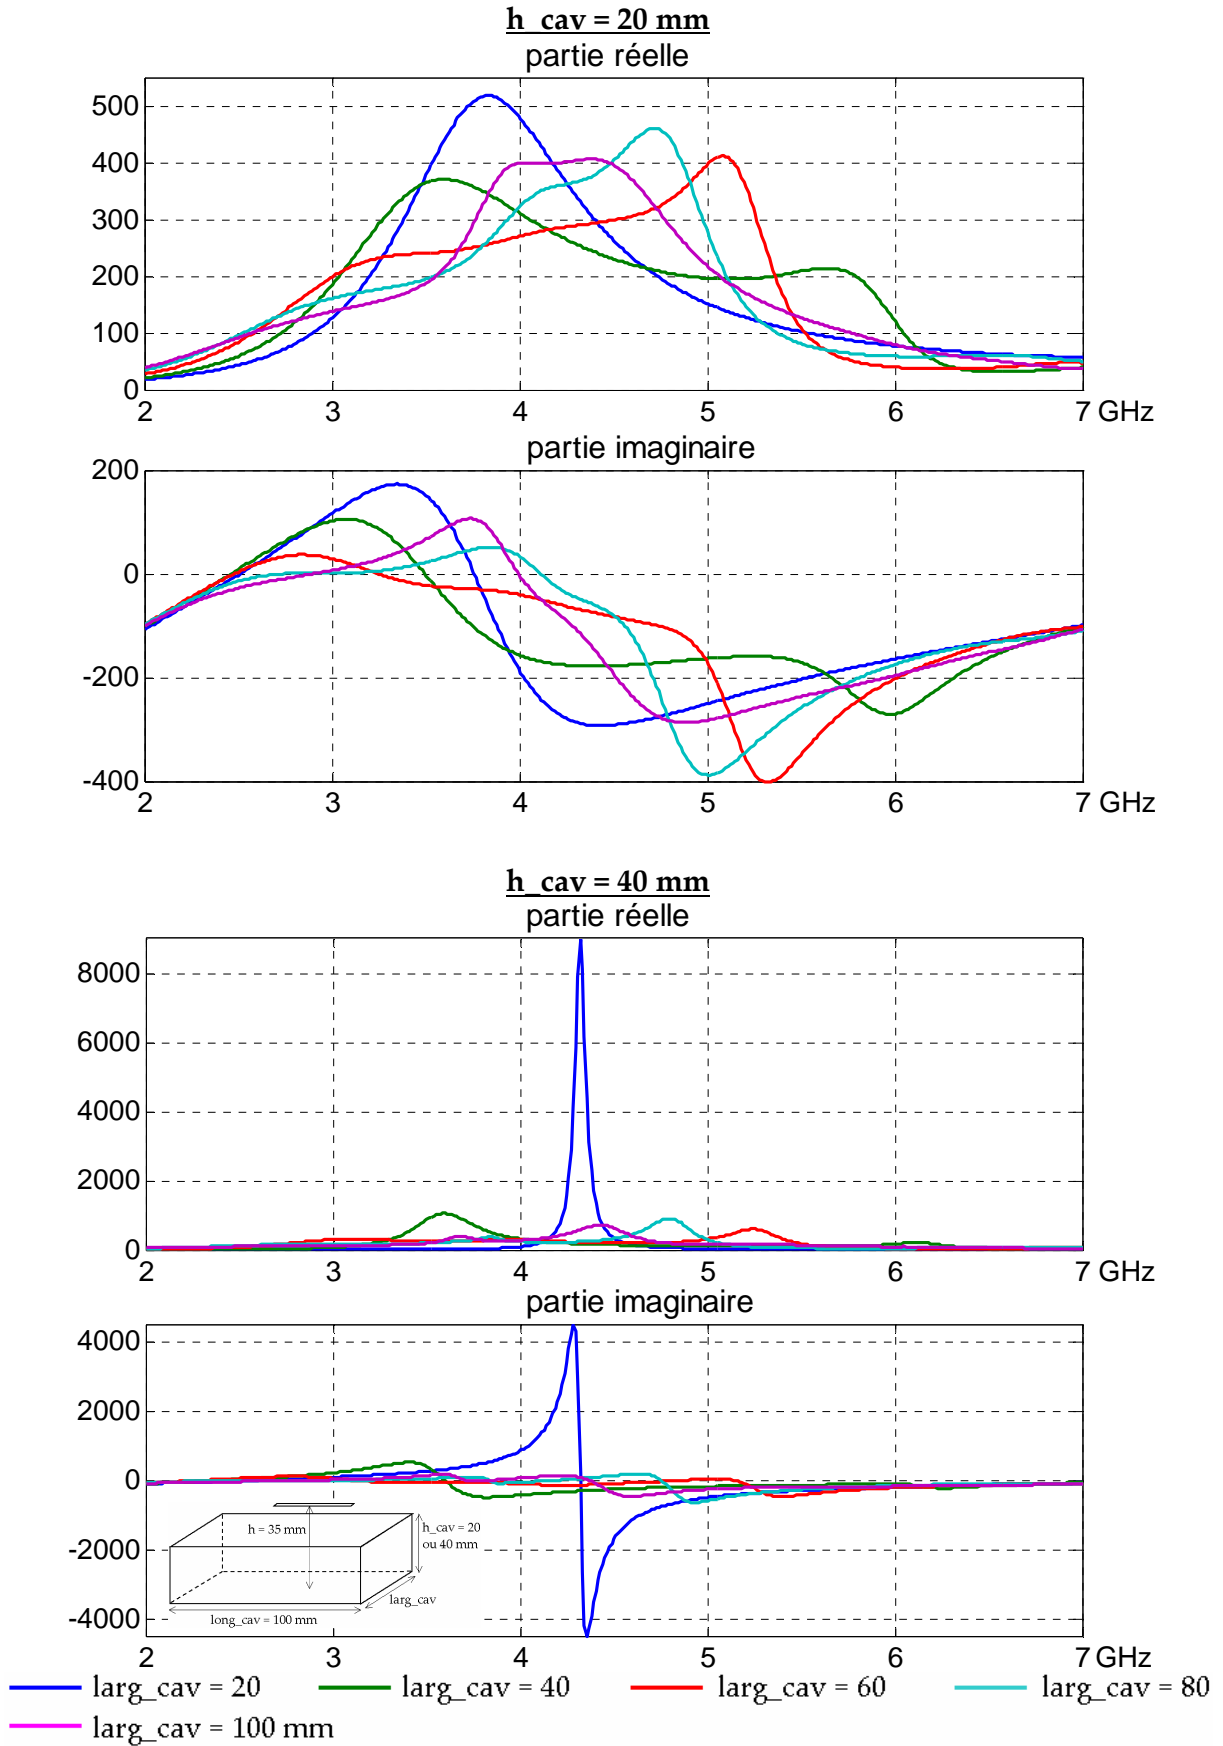 h_cav = 20 mm
partie réelle
500
400
300
200
100
0
2 3 4 5 6 7 GHz
partie imaginaire
200
0
-200
-400
2 3 4 5 6 7 GHz
h_cav = 40 mm
partie réelle
8000
6000
4000
2000
0
2 3 4 5 6 7 GHz
partie imaginaire
4000
2000
0
-2000
-4000
h = 35 mm
h_cav = 20
ou 40 mm
larg_cav
long_cav = 100 mm
2 3 4 5 6 7 GHz
larg_cav = 20 larg_cav = 40 larg_cav = 60 larg_cav = 80
larg_cav = 100 mm